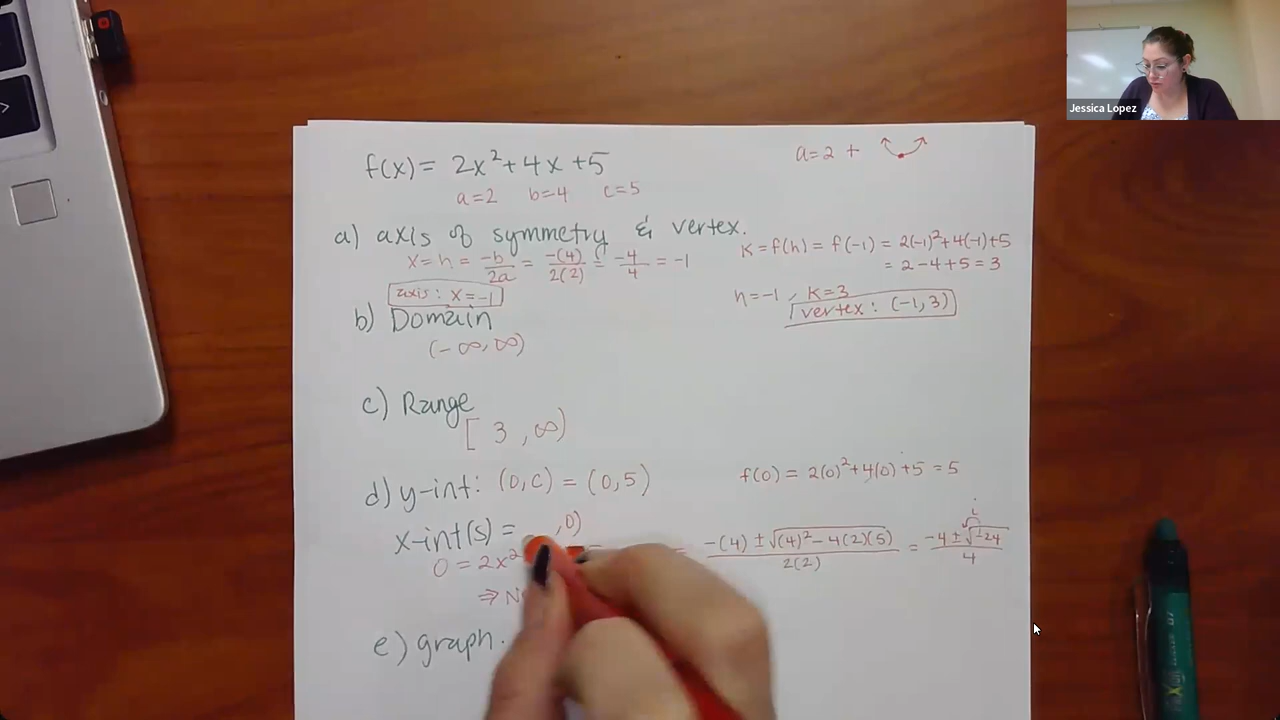 Jessica Lopez
f(x) = 2x²+4x+5
a=2 b=4 c=5
a=2 +
a) axis of symmetry & vertex.
x=h = -b/2a = -(4)/2(2) = -4/4 = -1
axis: x=-1
K=f(h) = f(-1) = 2(-1)²+4(-1)+5
= 2-4+5=3
h=-1, K=3
vertex: (-1,3)
b) Domain
(-∞,∞)
c) Range
[3,∞)
d) y-int: (0,c) = (0,5)
f(0) = 2(0)²+4(0)+5=5
x-int(s) = ,0)
0 = 2x²
= -(4)±√(4)²-4(2)(5)/2(2) = -4±√-24/4
i
⇒ N
e) graph.